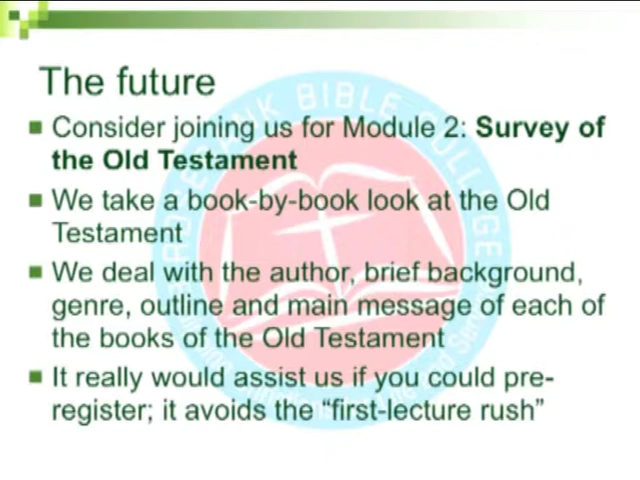 The future
Consider joining us for Module 2: Survey of
the Old Testament
We take a book-by-book look at the Old
Testament
We deal with the author, brief background,
genre, outline and main message of each of
the books of the Old Testament
It really would assist us if you could pre-
register; it avoids the “first-lecture rush”
BIBLE COLLEGE